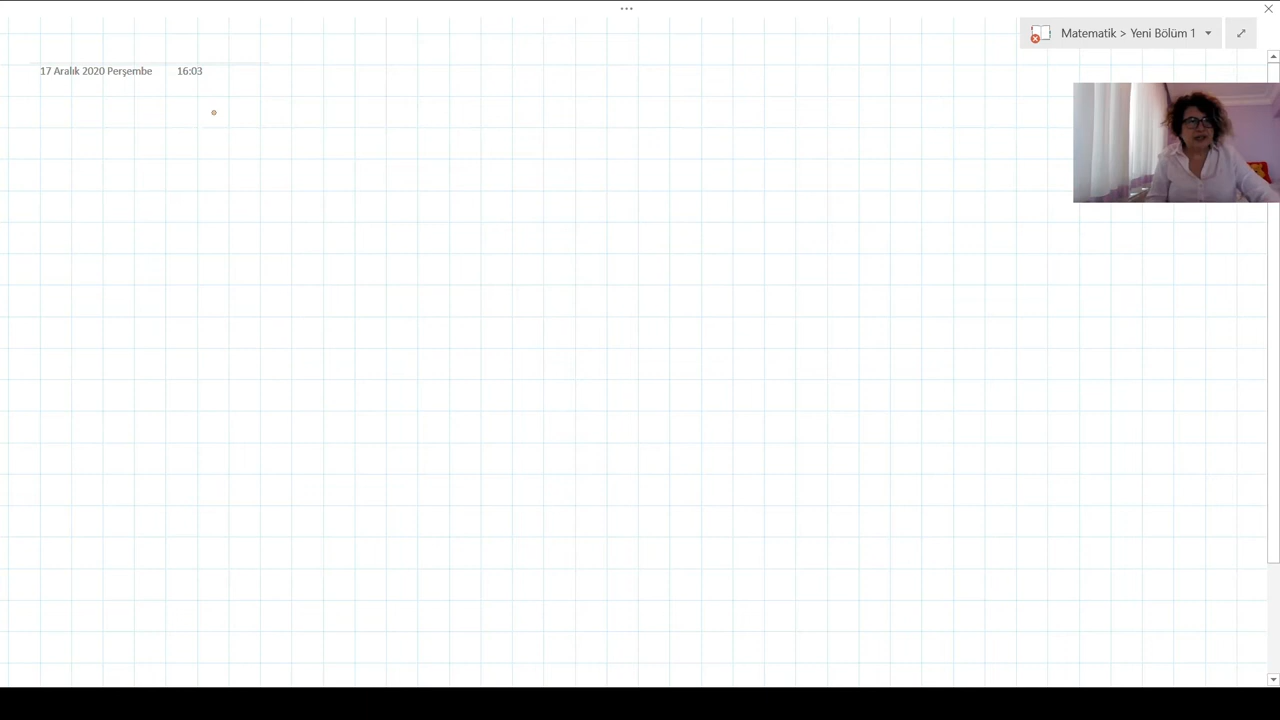 Matematik > Yeni Bölüm 1
17 Aralık 2020 Perşembe 16:03